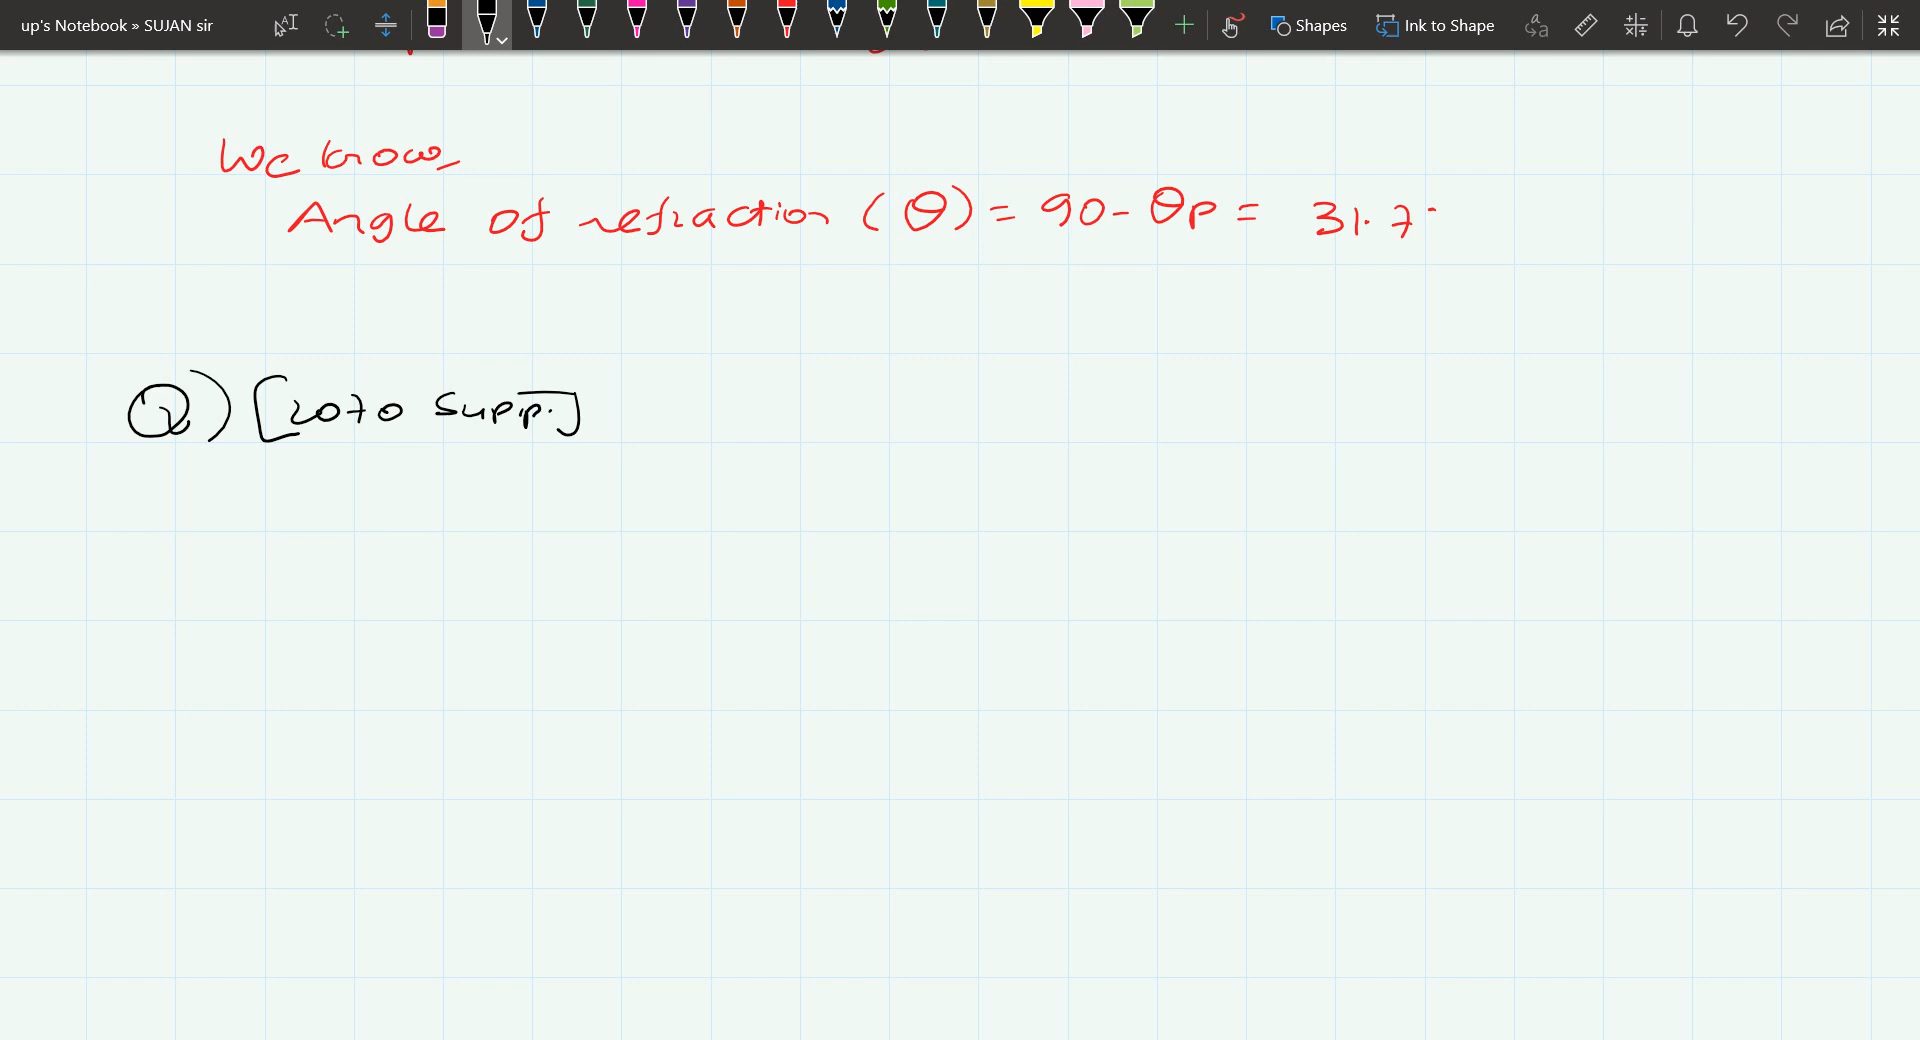 up's Notebook » SUJAN sir
Shapes
Ink to Shape
We know
Angle of refraction (θ) = 90 - θp = 31.7°
Q) [2070 Supp.]